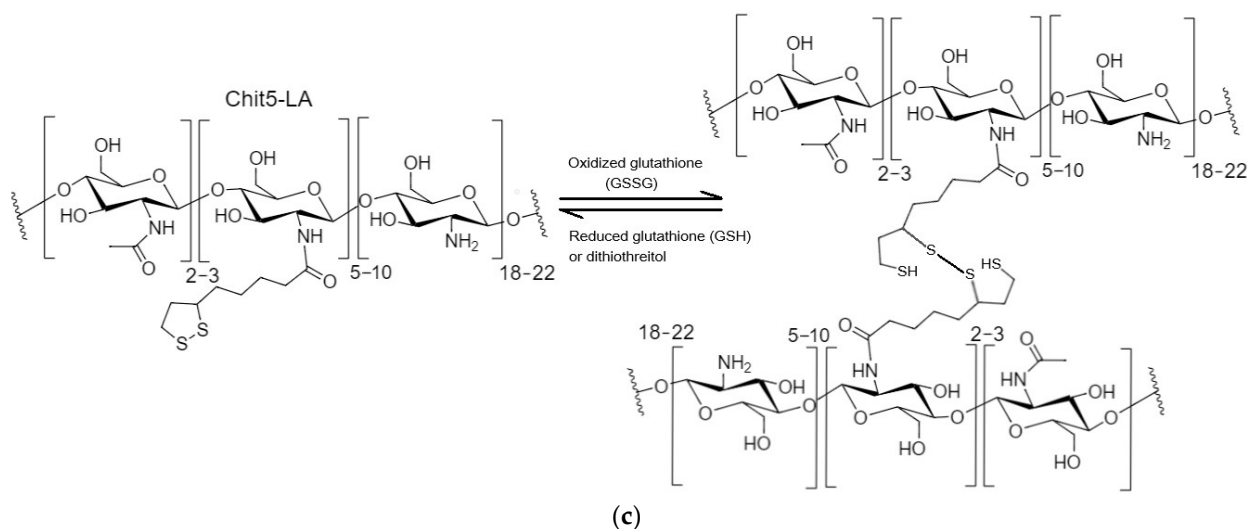 Chit5-LA
OH
OH
OH
O
O
O
O
O
O
O
HO
HO
HO
NH
NH
NH2
O
O
S
S
2-3
5-10
18-22
Oxidized glutathione
(GSSG)
Reduced glutathione (GSH)
or dithiothreitol
OH
OH
OH
O
O
O
O
O
O
O
HO
HO
HO
NH
HN
NH2
O
O
2-3
5-10
18-22
S
SH
HS
S
18-22
5-10
2-3
O
NH2
HN
HN
O
OH
OH
OH
O
O
O
O
O
O
O
HO
HO
HO
(c)